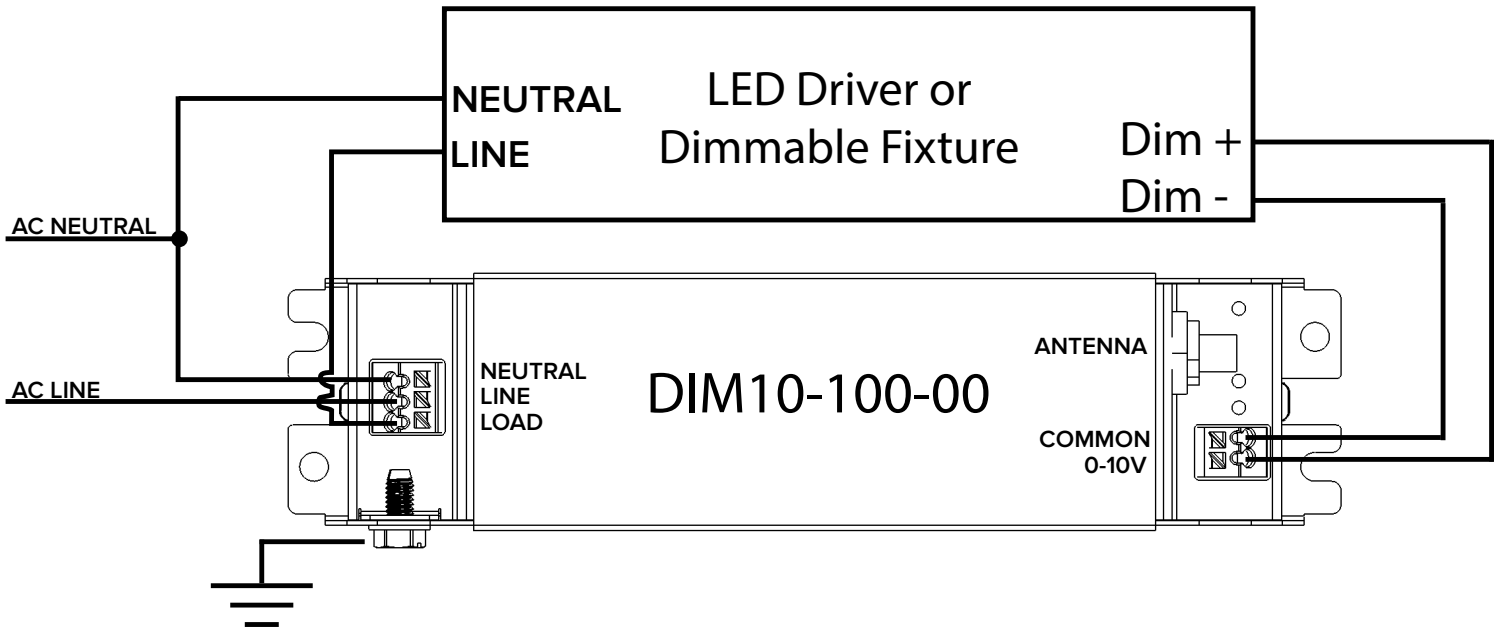 NEUTRAL
LINE
LED Driver or
Dimmable Fixture
Dim +
Dim -
AC NEUTRAL
AC LINE
NEUTRAL
LINE
LOAD
DIM10-100-00
ANTENNA
COMMON
0-10V